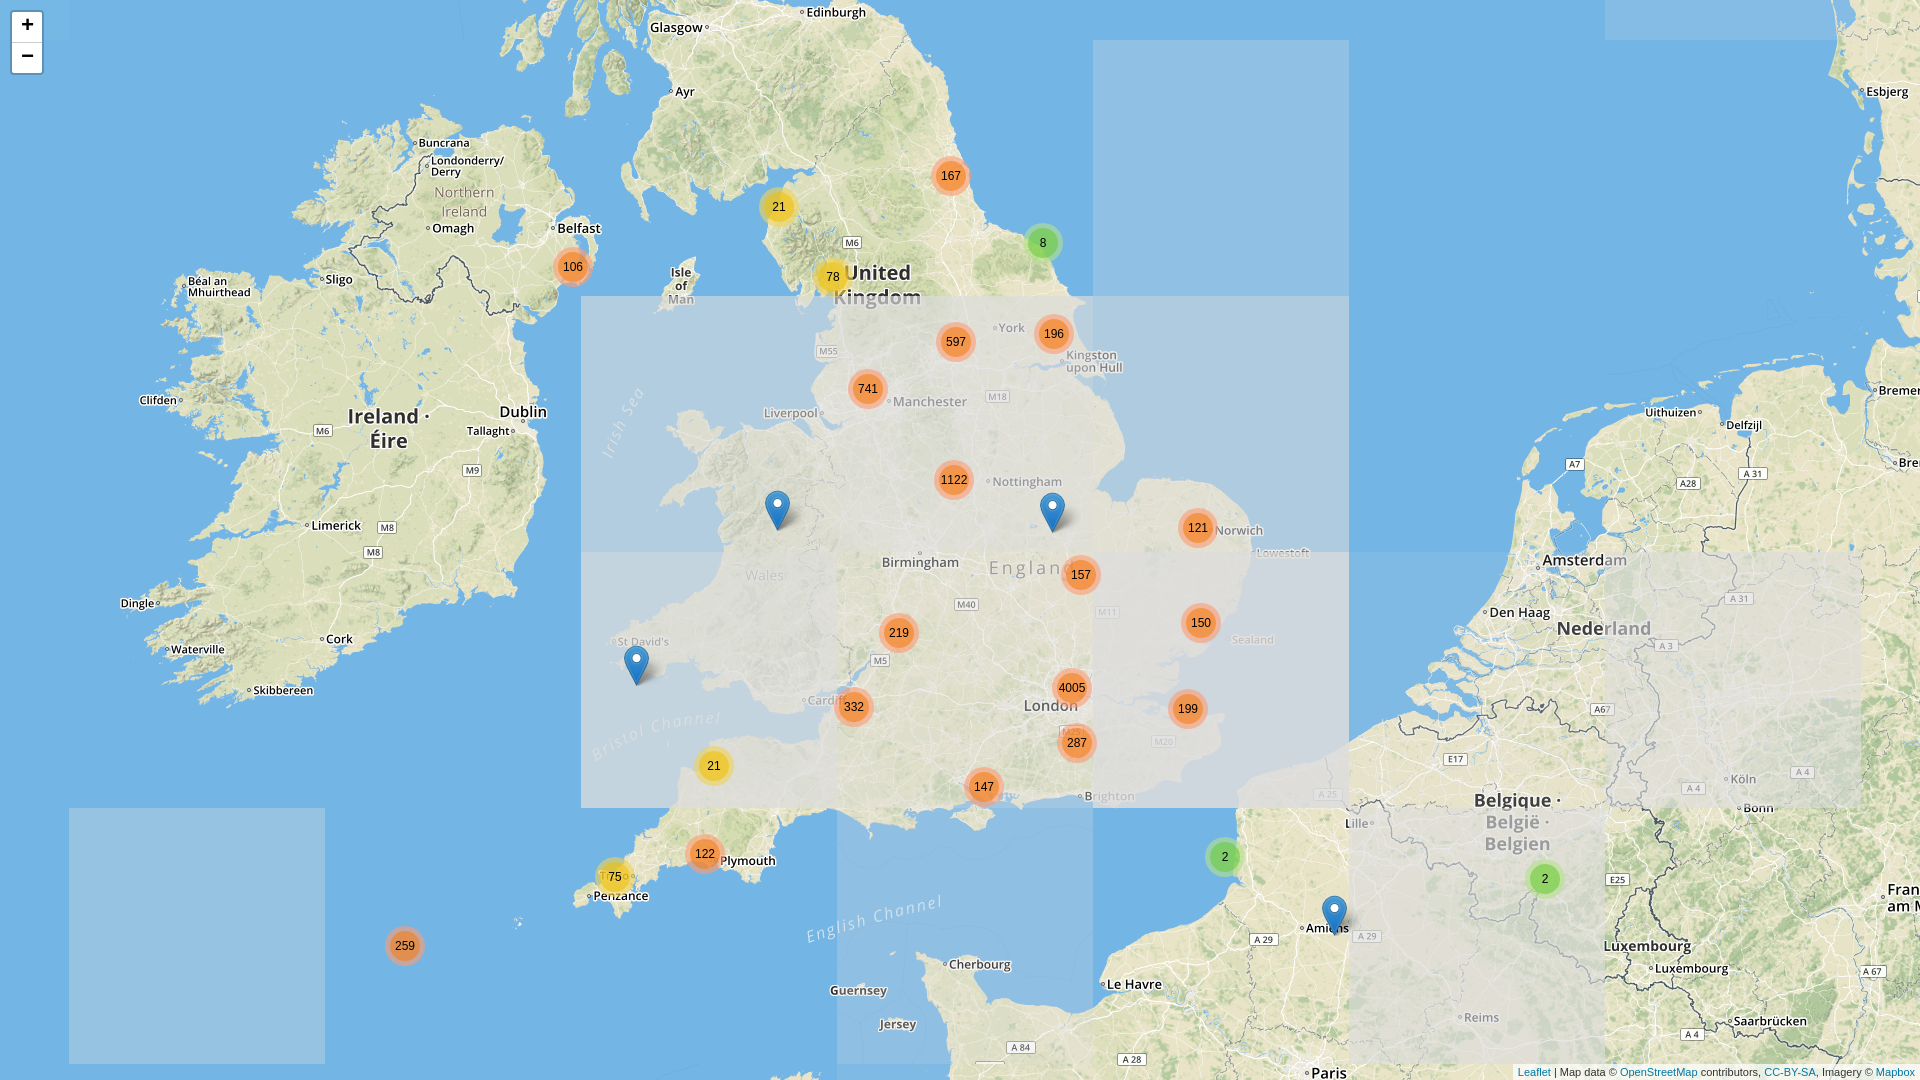 +
−
Edinburgh
Glasgow
Ayr
Esbjerg
Buncrana
Londonderry/
Derry
Northern
Ireland
Omagh
Belfast
167
21
M6
8
106
78
United
Kingdom
Isle
of
Man
Sligo
Béal an
Mhuirthead
York
196
597
M55
Kingston
upon Hull
741
Manchester
M18
Liverpool
Irish Sea
Clifden
Dublin
Tallaght
Ireland ·
Éire
M6
M9
Bremer
Uithuizen
Delfzijl
A7
A 31
A28
Bre
1122
Nottingham
Limerick
M8
M8
121
Norwich
Lowestoft
Birmingham
England
157
Wales
Amsterdam
Dingle
M40
M11
A 31
Den Haag
150
219
Nederland
Cork
St David's
Sealand
A 3
Waterville
M5
Skibbereen
4005
London
332
199
A67
Bristol Channel
287
M20
E17
21
147
Köln
A 4
A 4
Brighton
A 25
Bonn
Belgique ·
België ·
Belgien
Lille
122
Plymouth
2
75
Penzance
2
E25
Fran
am M
English Channel
Amiens
A 29
A 29
259
Luxembourg
Luxembourg
A 67
Cherbourg
Le Havre
Guernsey
Jersey
Reims
Saarbrücken
A 4
A 84
A 28
Paris
Leaflet | Map data © OpenStreetMap contributors, CC-BY-SA, Imagery © Mapbox